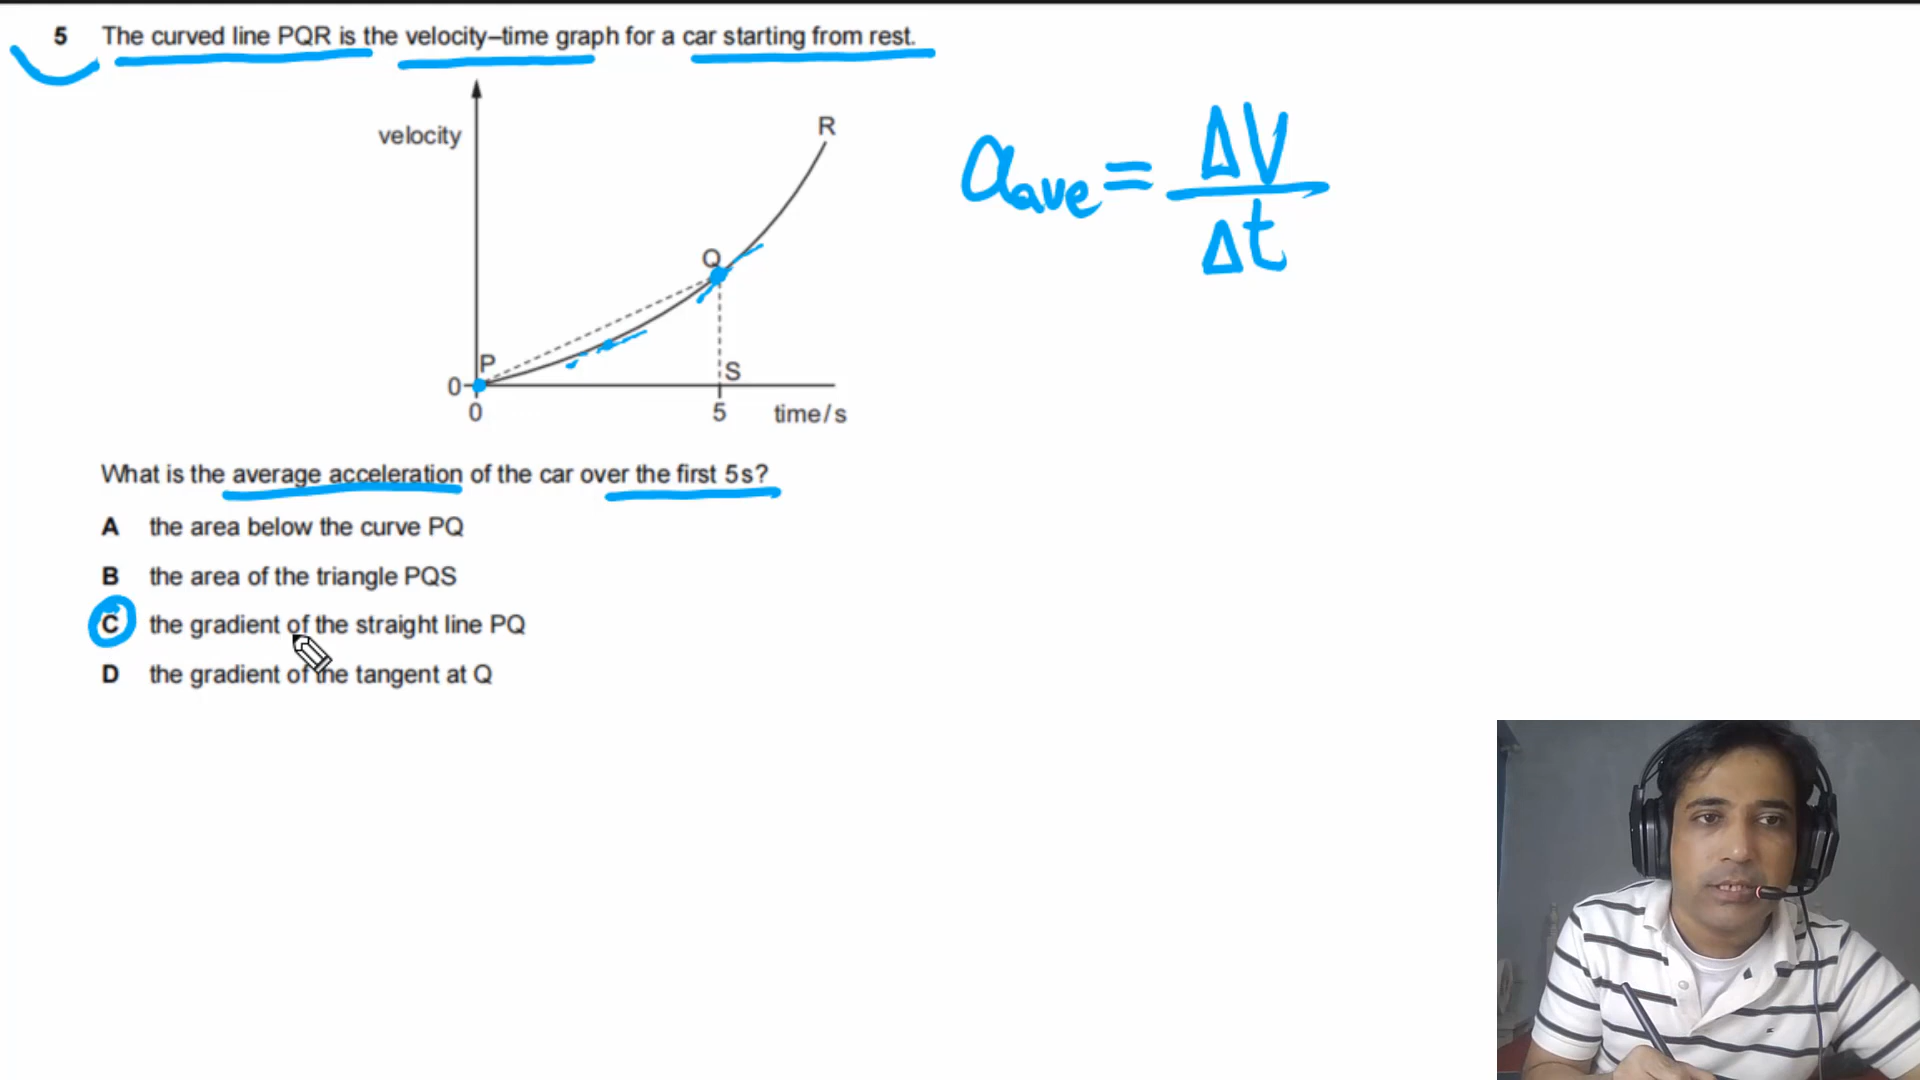 5 The curved line PQR is the velocity–time graph for a car starting from rest.
velocity
R
Q
P
S
0
0
5
time/s
a ave = ΔV / Δt
What is the average acceleration of the car over the first 5s?
A the area below the curve PQ
B the area of the triangle PQS
C the gradient of the straight line PQ
D the gradient of the tangent at Q